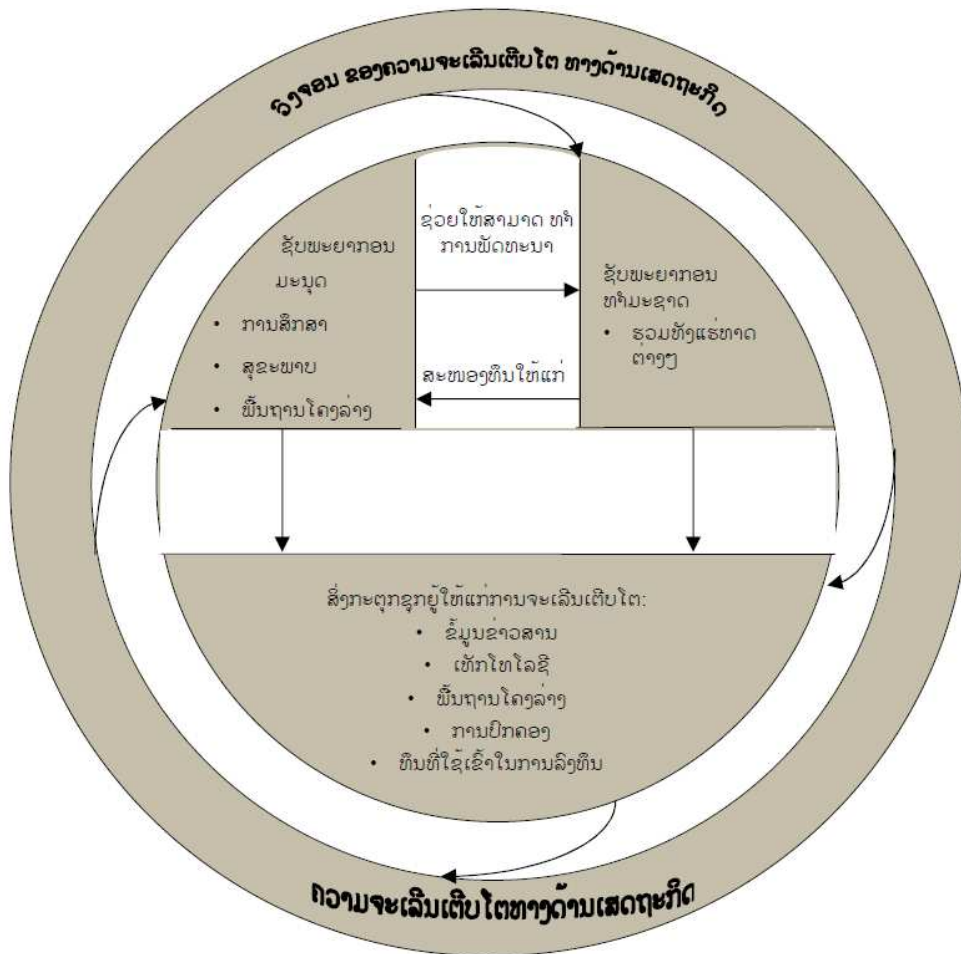 ວົງຈອນ ຂອງຄວາມຈະເລີນເຕີບໂຕ ທາງດ້ານເສດຖະກິດ
ຊັບພະຍາກອນ
ມະນຸດ
• ການສຶກສາ
• ສຸຂະພາບ
• ພື້ນຖານໂຄງລ່າງ
ຊ່ວຍໃຫ້ສາມາດ ທຳ
ການພັດທະນາ
ສະໜອງທຶນໃຫ້ແກ່
ຊັບພະຍາກອນ
ທຳມະຊາດ
• ຮວມທັງແຮ່ທາດ
ຕ່າງໆ
ສິ່ງກະຕຸກຊຸກຍູ້ໃຫ້ແກ່ການຈະເລີນເຕີບໂຕ:
• ຂໍ້ມູນຂ່າວສານ
• ເທັກໂທໂລຊີ
• ພື້ນຖານໂຄງລ່າງ
• ການປົກຄອງ
• ທຶນທີ່ໃຊ້ເຂົ້າໃນການລົງທຶນ
ຄວາມຈະເລີນເຕີບໂຕທາງດ້ານເສດຖະກິດ